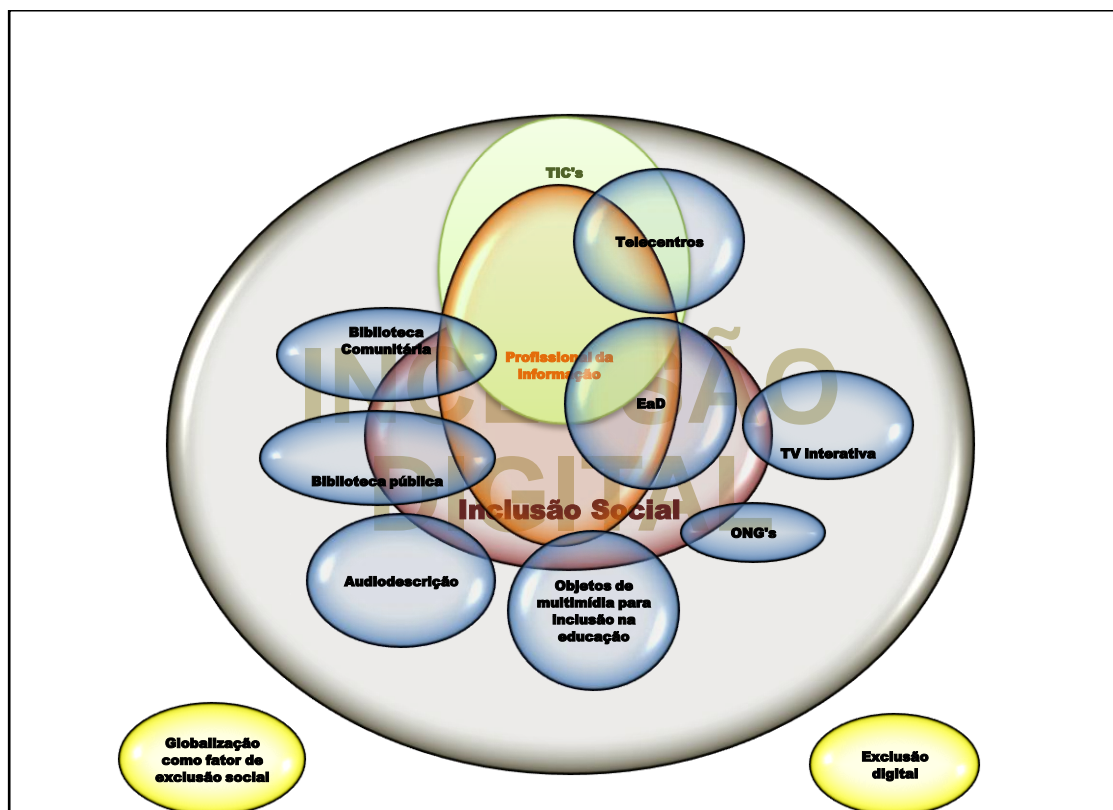 TIC's
Telecentros
Biblioteca
Comunitária
Profissional da
Informação
INCLUSÃO
DIGITAL
EaD
TV Interativa
Biblioteca pública
Inclusão Social
ONG's
Audiodescrição
Objetos de
multimídia para
inclusão na
educação
Globalização
como fator de
exclusão social
Exclusão
digital